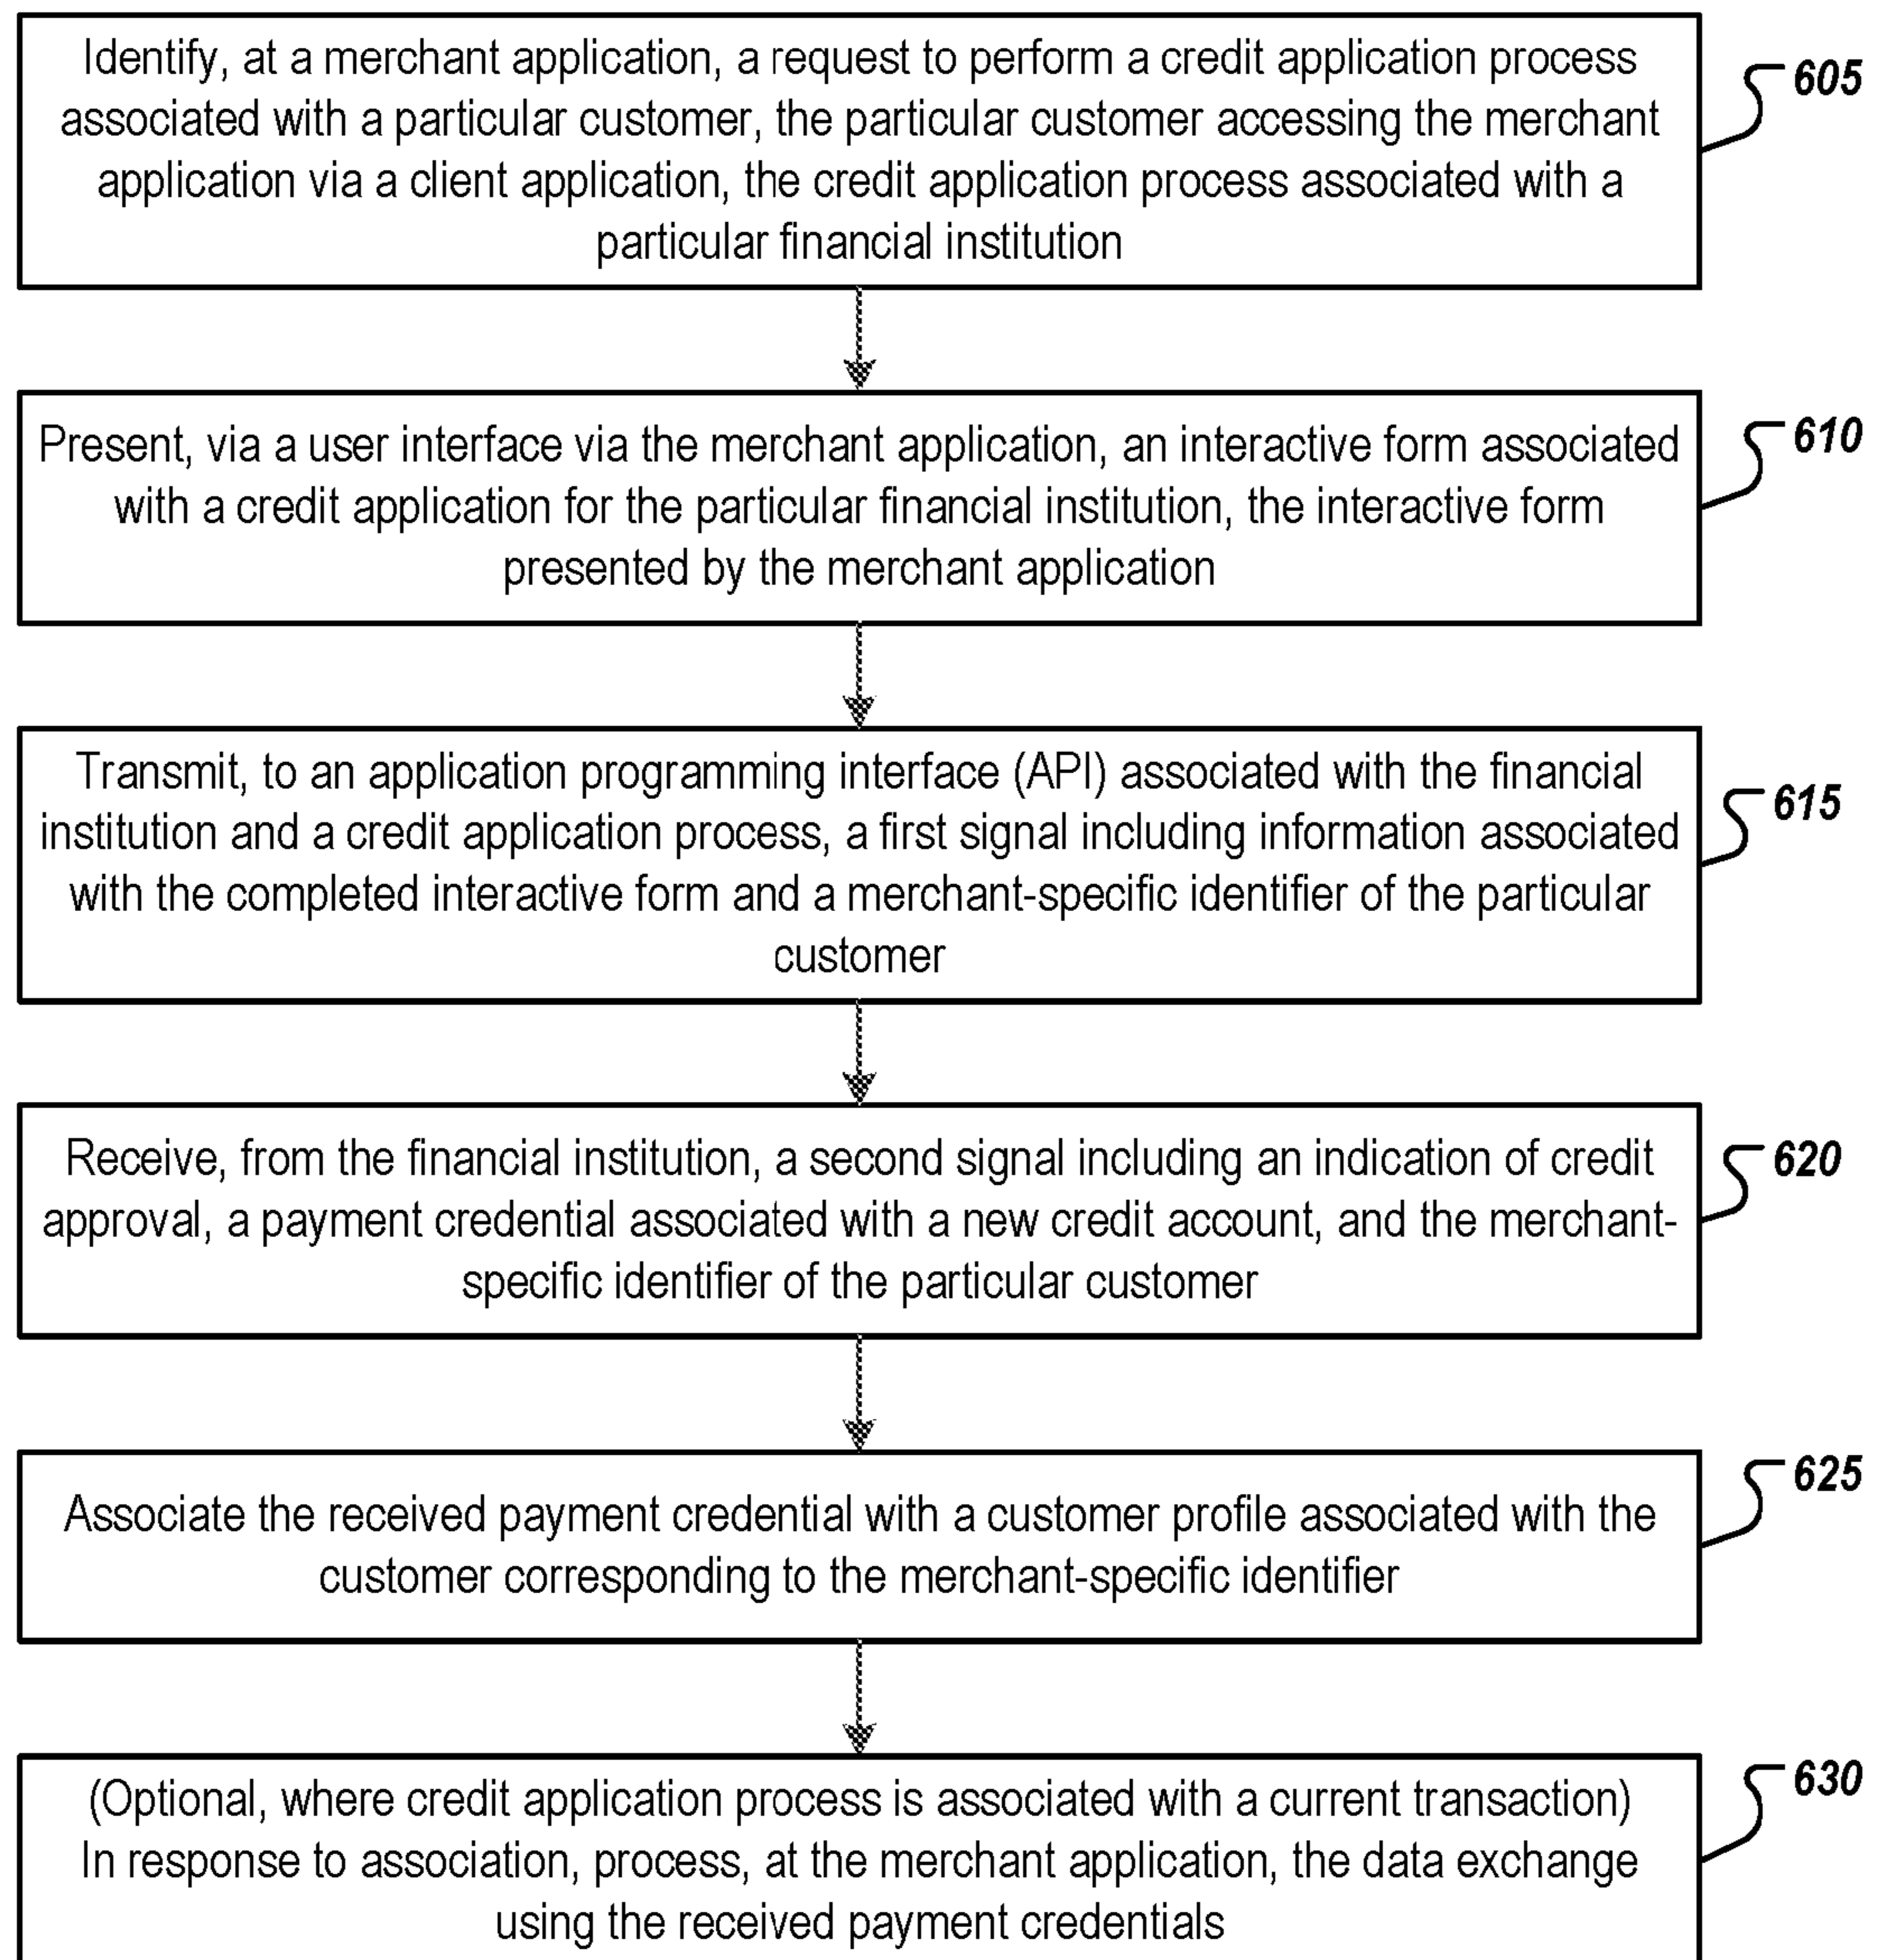 Identify, at a merchant application, a request to perform a credit application process
associated with a particular customer, the particular customer accessing the merchant
application via a client application, the credit application process associated with a
particular financial institution
605
Present, via a user interface via the merchant application, an interactive form associated
with a credit application for the particular financial institution, the interactive form
presented by the merchant application
610
Transmit, to an application programming interface (API) associated with the financial
institution and a credit application process, a first signal including information associated
with the completed interactive form and a merchant-specific identifier of the particular
customer
615
Receive, from the financial institution, a second signal including an indication of credit
approval, a payment credential associated with a new credit account, and the merchant-
specific identifier of the particular customer
620
Associate the received payment credential with a customer profile associated with the
customer corresponding to the merchant-specific identifier
625
(Optional, where credit application process is associated with a current transaction)
In response to association, process, at the merchant application, the data exchange
using the received payment credentials
630